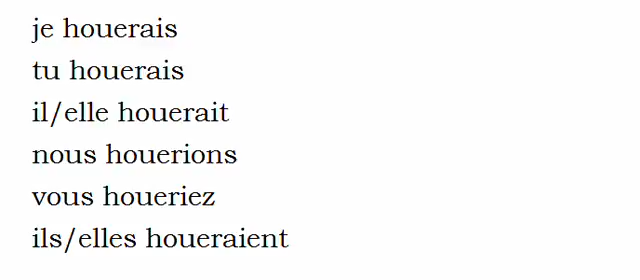 je houerais
tu houerais
il/elle houerait
nous houerions
vous houeriez
ils/elles houeraient